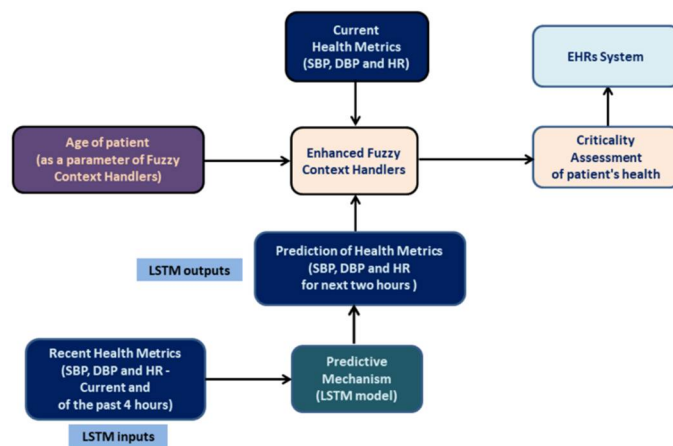 Current
Health Metrics
(SBP, DBP and HR)
EHRs System
Age of patient
(as a parameter of Fuzzy
Context Handlers)
Enhanced Fuzzy
Context Handlers
Criticality
Assessment
of patient's health
LSTM outputs
Prediction of Health Metrics
(SBP, DBP and HR
for next two hours )
Recent Health Metrics
(SBP, DBP and HR -
Current and
of the past 4 hours)
Predictive
Mechanism
(LSTM model)
LSTM inputs